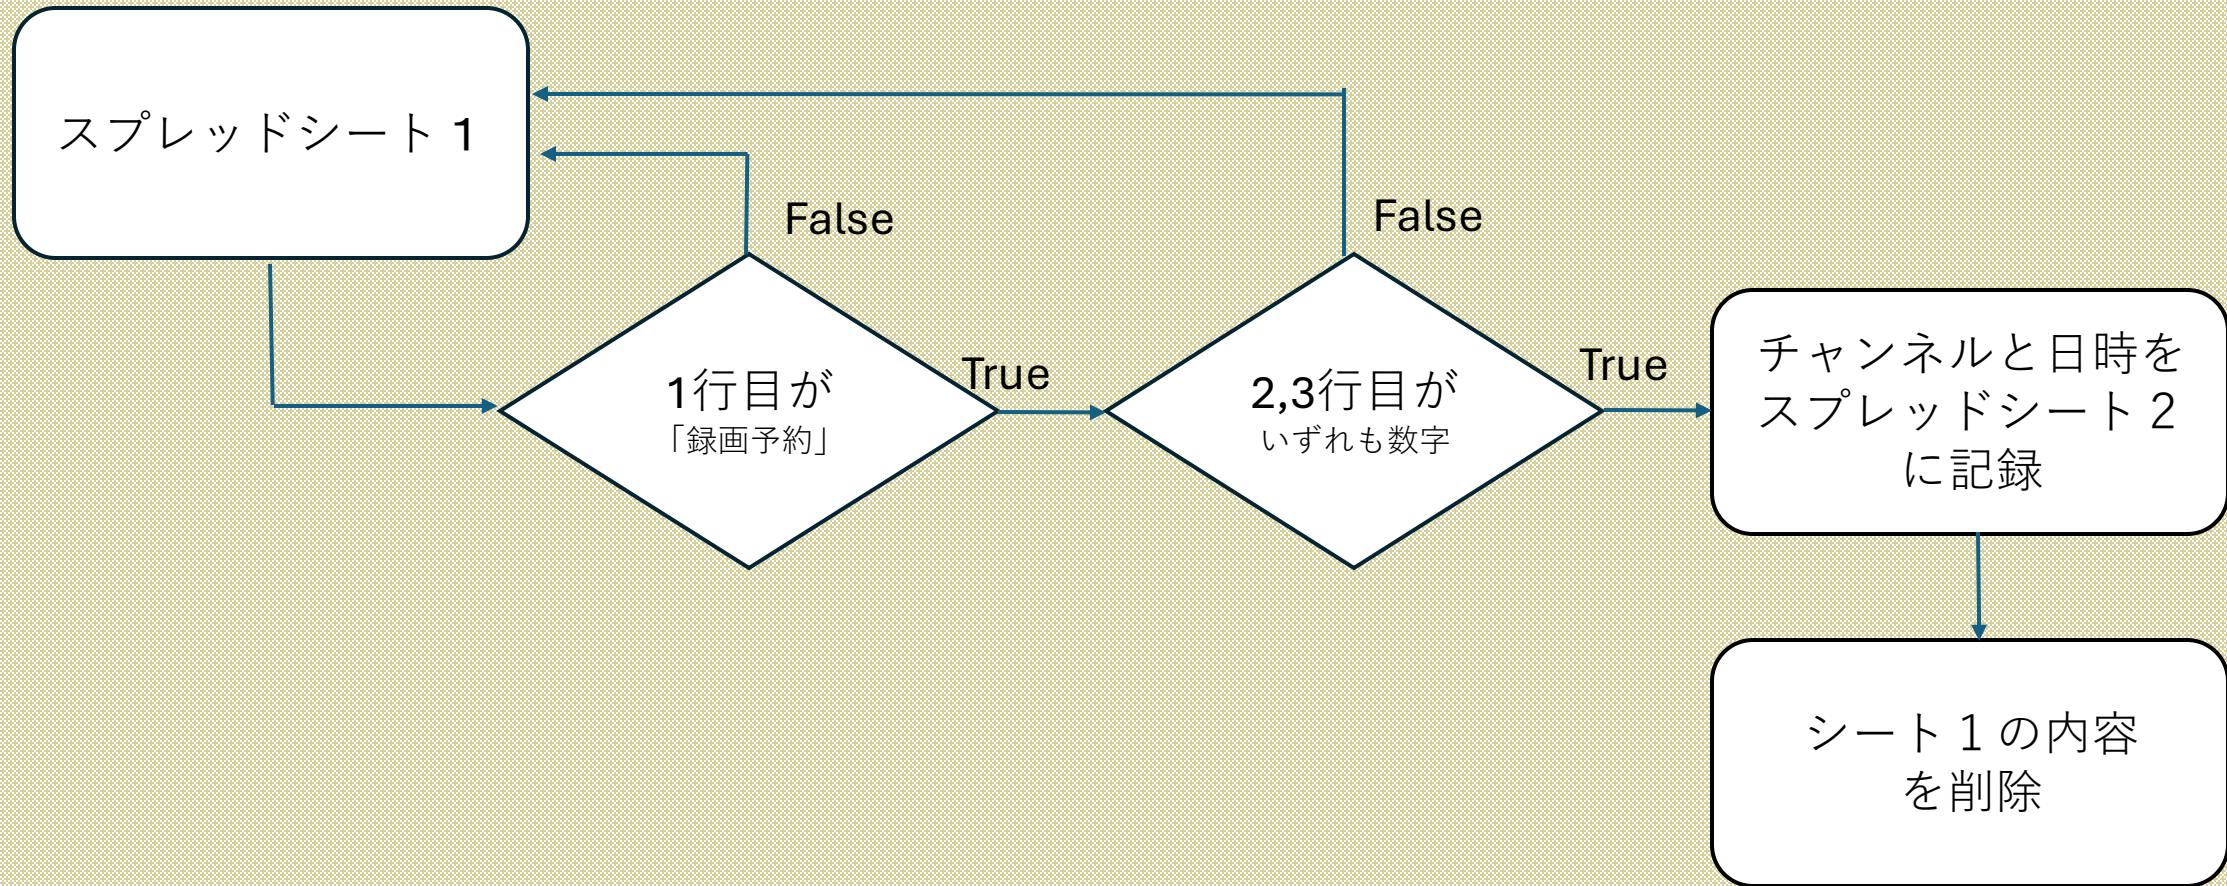 スプレッドシート1
False
False
1行目が
「録画予約」
True
2,3行目が
いずれも数字
True
チャンネルと日時を
スプレッドシート２
に記録
シート１の内容
を削除